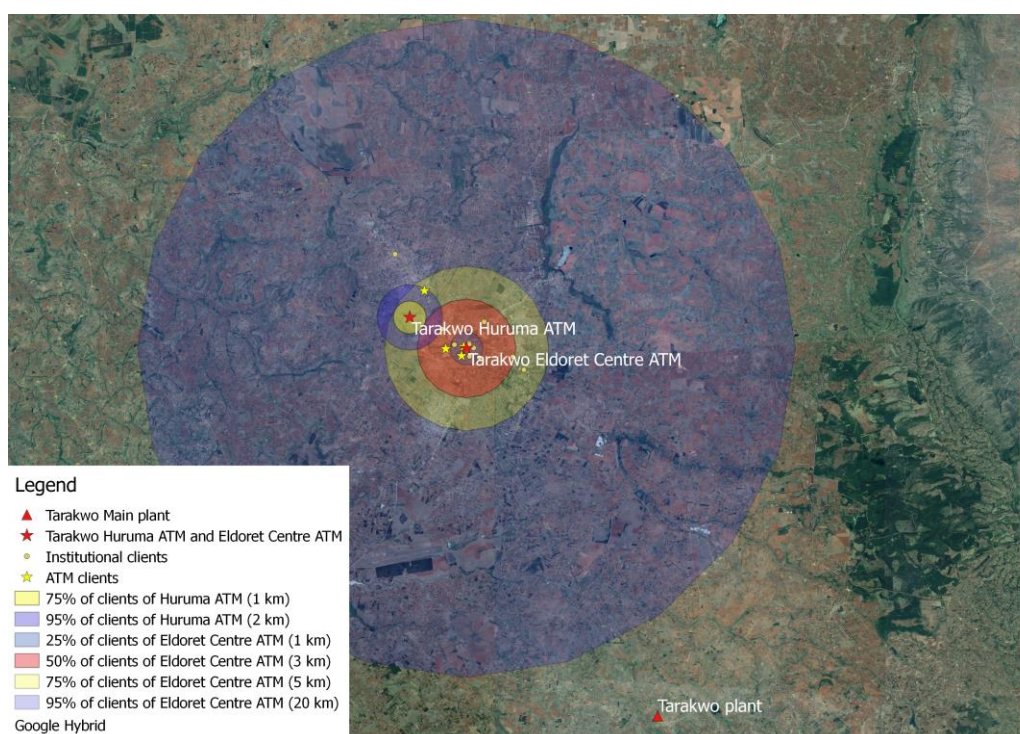 Tarakwo Huruma ATM
Tarakwo Eldoret Centre ATM
Legend
Tarakwo Main plant
Tarakwo Huruma ATM and Eldoret Centre ATM
Institutional clients
ATM clients
75% of clients of Huruma ATM (1 km)
95% of clients of Huruma ATM (2 km)
25% of clients of Eldoret Centre ATM (1 km)
50% of clients of Eldoret Centre ATM (3 km)
75% of clients of Eldoret Centre ATM (5 km)
95% of clients of Eldoret Centre ATM (20 km)
Google Hybrid
Tarakwo plant